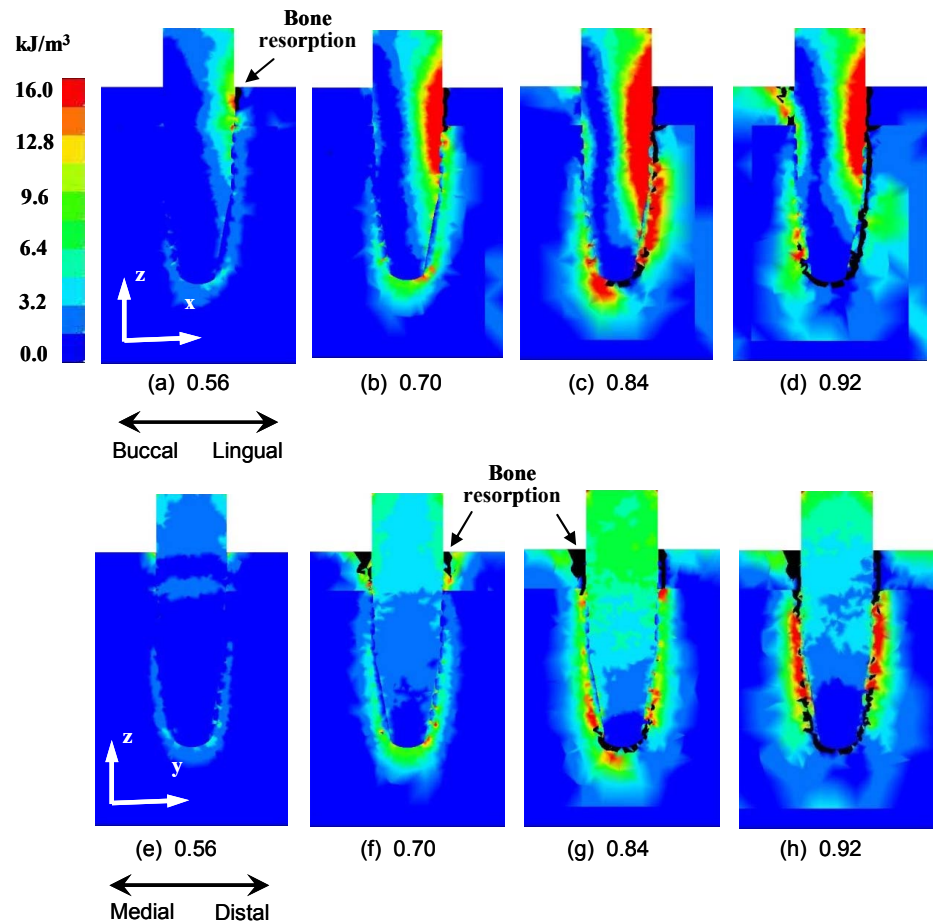 Bone
resorption
kJ/m³
16.0
12.8
9.6
6.4
3.2
0.0
z
x
(a) 0.56
(b) 0.70
(c) 0.84
(d) 0.92
Buccal Lingual
Bone
resorption
z
y
(e) 0.56
(f) 0.70
(g) 0.84
(h) 0.92
Medial Distal